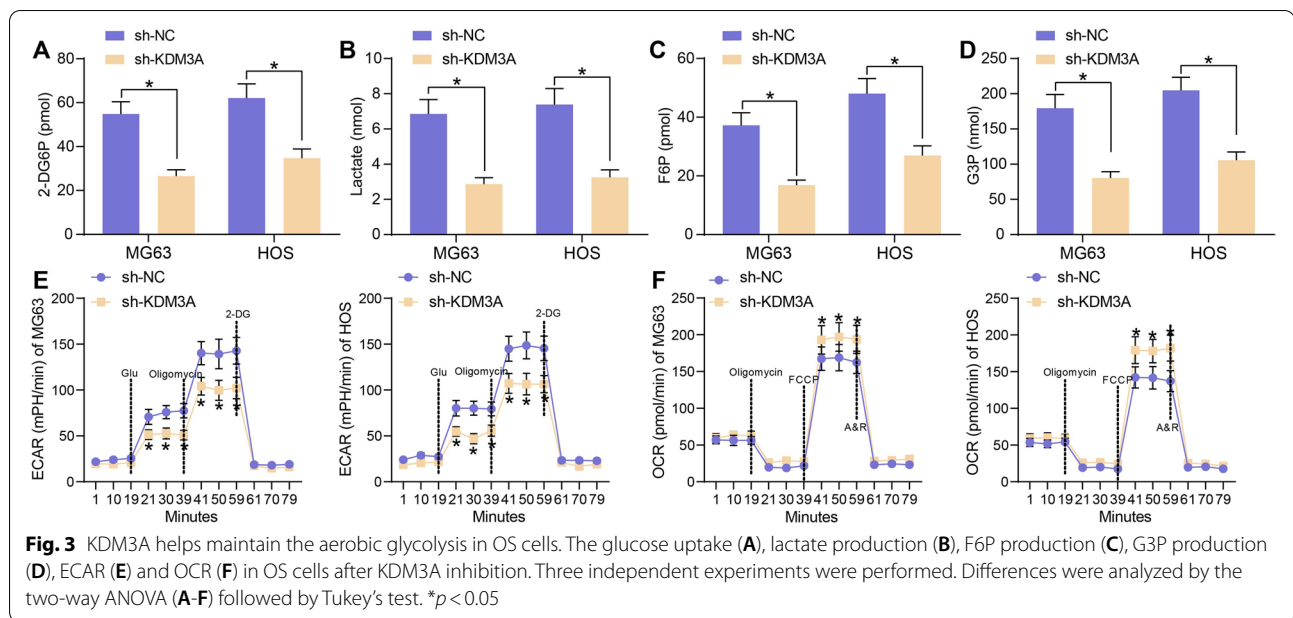 A
sh-NC
sh-KDM3A
2-DG6P (pmol)
80
60
40
20
0
*
*
MG63
HOS
B
sh-NC
sh-KDM3A
Lactate (nmol)
10
8
6
4
2
0
*
*
MG63
HOS
C
sh-NC
sh-KDM3A
F6P (pmol)
60
40
20
0
*
*
MG63
HOS
D
sh-NC
sh-KDM3A
G3P (nmol)
250
200
150
100
50
0
*
*
MG63
HOS
E
sh-NC
sh-KDM3A
ECAR (mPH/min) of MG63
200
150
100
50
0
Glu
Oligomycin
2-DG
* * * * * *
1 10 19 21 30 39 41 50 59 61 70 79
Minutes
sh-NC
sh-KDM3A
ECAR (mPH/min) of HOS
200
150
100
50
0
Glu
Oligomycin
2-DG
* * * * * *
1 10 19 21 30 39 41 50 59 61 70 79
Minutes
F
sh-NC
sh-KDM3A
OCR (pmol/min) of MG63
250
200
150
100
50
0
Oligomycin
FCCP
A&R
* * *
1 10 19 21 30 39 41 50 59 61 70 79
Minutes
sh-NC
sh-KDM3A
OCR (pmol/min) of HOS
250
200
150
100
50
0
Oligomycin
FCCP
A&R
* * *
1 10 19 21 30 39 41 50 59 61 70 79
Minutes
Fig. 3 KDM3A helps maintain the aerobic glycolysis in OS cells. The glucose uptake (A), lactate production (B), F6P production (C), G3P production
(D), ECAR (E) and OCR (F) in OS cells after KDM3A inhibition. Three independent experiments were performed. Differences were analyzed by the
two-way ANOVA (A-F) followed by Tukey's test. *p < 0.05